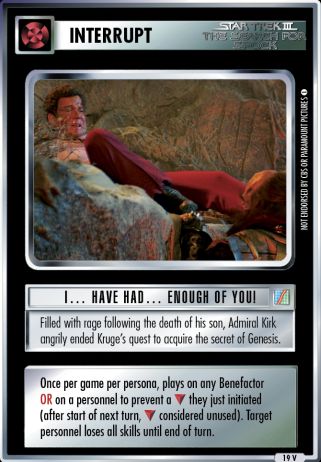 INTERRUPT
STAR TREK III
THE SEARCH FOR
SPOCK
NOT ENDORSED BY CBS OR PARAMOUNT PICTURES
I... HAVE HAD... ENOUGH OF YOU!
Filled with rage following the death of his son, Admiral Kirk
angrily ended Kruge's quest to acquire the secret of Genesis.
Once per game per persona, plays on any Benefactor
OR on a personnel to prevent a they just initiated
(after start of next turn, considered unused). Target
personnel loses all skills until end of turn.
19 V